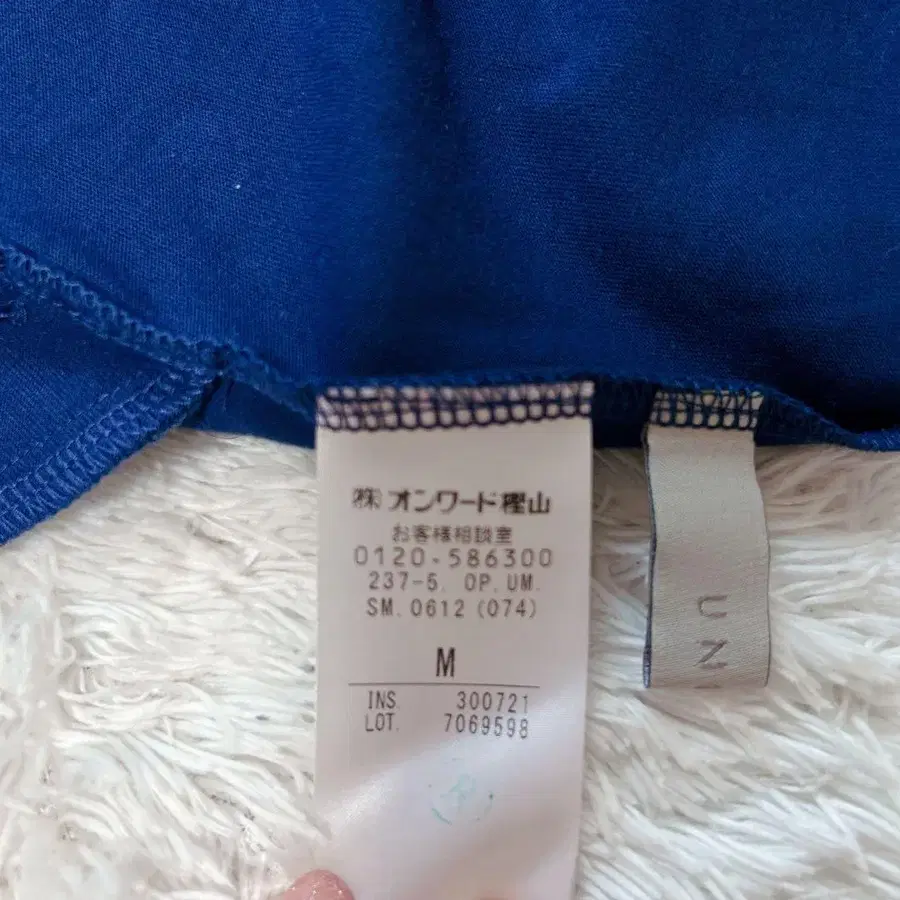 ㈱オンワード樫山
お客様相談室
0120-586300
237-5. OP. UM.
SM. 0612 (074)
M
INS. 300721
LOT. 7069598
UN